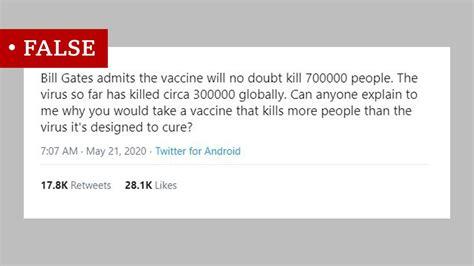 • FALSE
Bill Gates admits the vaccine will no doubt kill 700000 people. The
virus so far has killed circa 300000 globally. Can anyone explain to
me why you would take a vaccine that kills more people than the
virus it's designed to cure?
7:07 AM · May 21, 2020 · Twitter for Android
17.8K Retweets 28.1K Likes